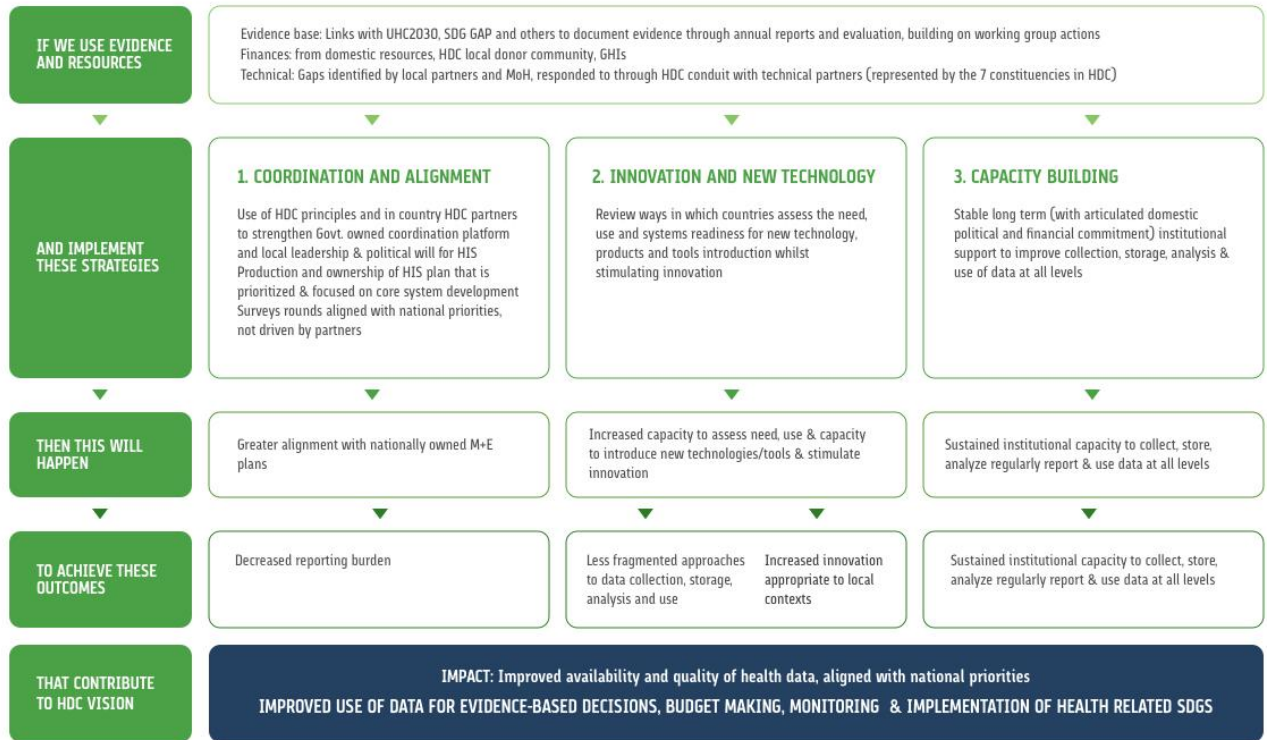 IF WE USE EVIDENCE
AND RESOURCES
Evidence base: Links with UHC2030, SDG GAP and others to document evidence through annual reports and evaluation, building on working group actions
Finances: from domestic resources, HDC local donor community, GHIs
Technical: Gaps identified by local partners and MoH, responded to through HDC conduit with technical partners (represented by the 7 constituencies in HDC)
AND IMPLEMENT
THESE STRATEGIES
1. COORDINATION AND ALIGNMENT
Use of HDC principles and in country HDC partners
to strengthen Govt. owned coordination platform
and local leadership & political will for HIS
Production and ownership of HIS plan that is
prioritized & focused on core system development
Surveys rounds aligned with national priorities,
not driven by partners
2. INNOVATION AND NEW TECHNOLOGY
Review ways in which countries assess the need,
use and systems readiness for new technology,
products and tools introduction whilst
stimulating innovation
3. CAPACITY BUILDING
Stable long term (with articulated domestic
political and financial commitment) institutional
support to improve collection, storage, analysis &
use of data at all levels
THEN THIS WILL
HAPPEN
Greater alignment with nationally owned M+E
plans
Increased capacity to assess need, use & capacity
to introduce new technologies/tools & stimulate
innovation
Sustained institutional capacity to collect, store,
analyze regularly report & use data at all levels
TO ACHIEVE THESE
OUTCOMES
Decreased reporting burden
Less fragmented approaches
to data collection, storage,
analysis and use
Increased innovation
appropriate to local
contexts
Sustained institutional capacity to collect, store,
analyze regularly report & use data at all levels
THAT CONTRIBUTE
TO HDC VISION
IMPACT: Improved availability and quality of health data, aligned with national priorities
IMPROVED USE OF DATA FOR EVIDENCE-BASED DECISIONS, BUDGET MAKING, MONITORING & IMPLEMENTATION OF HEALTH RELATED SDGS